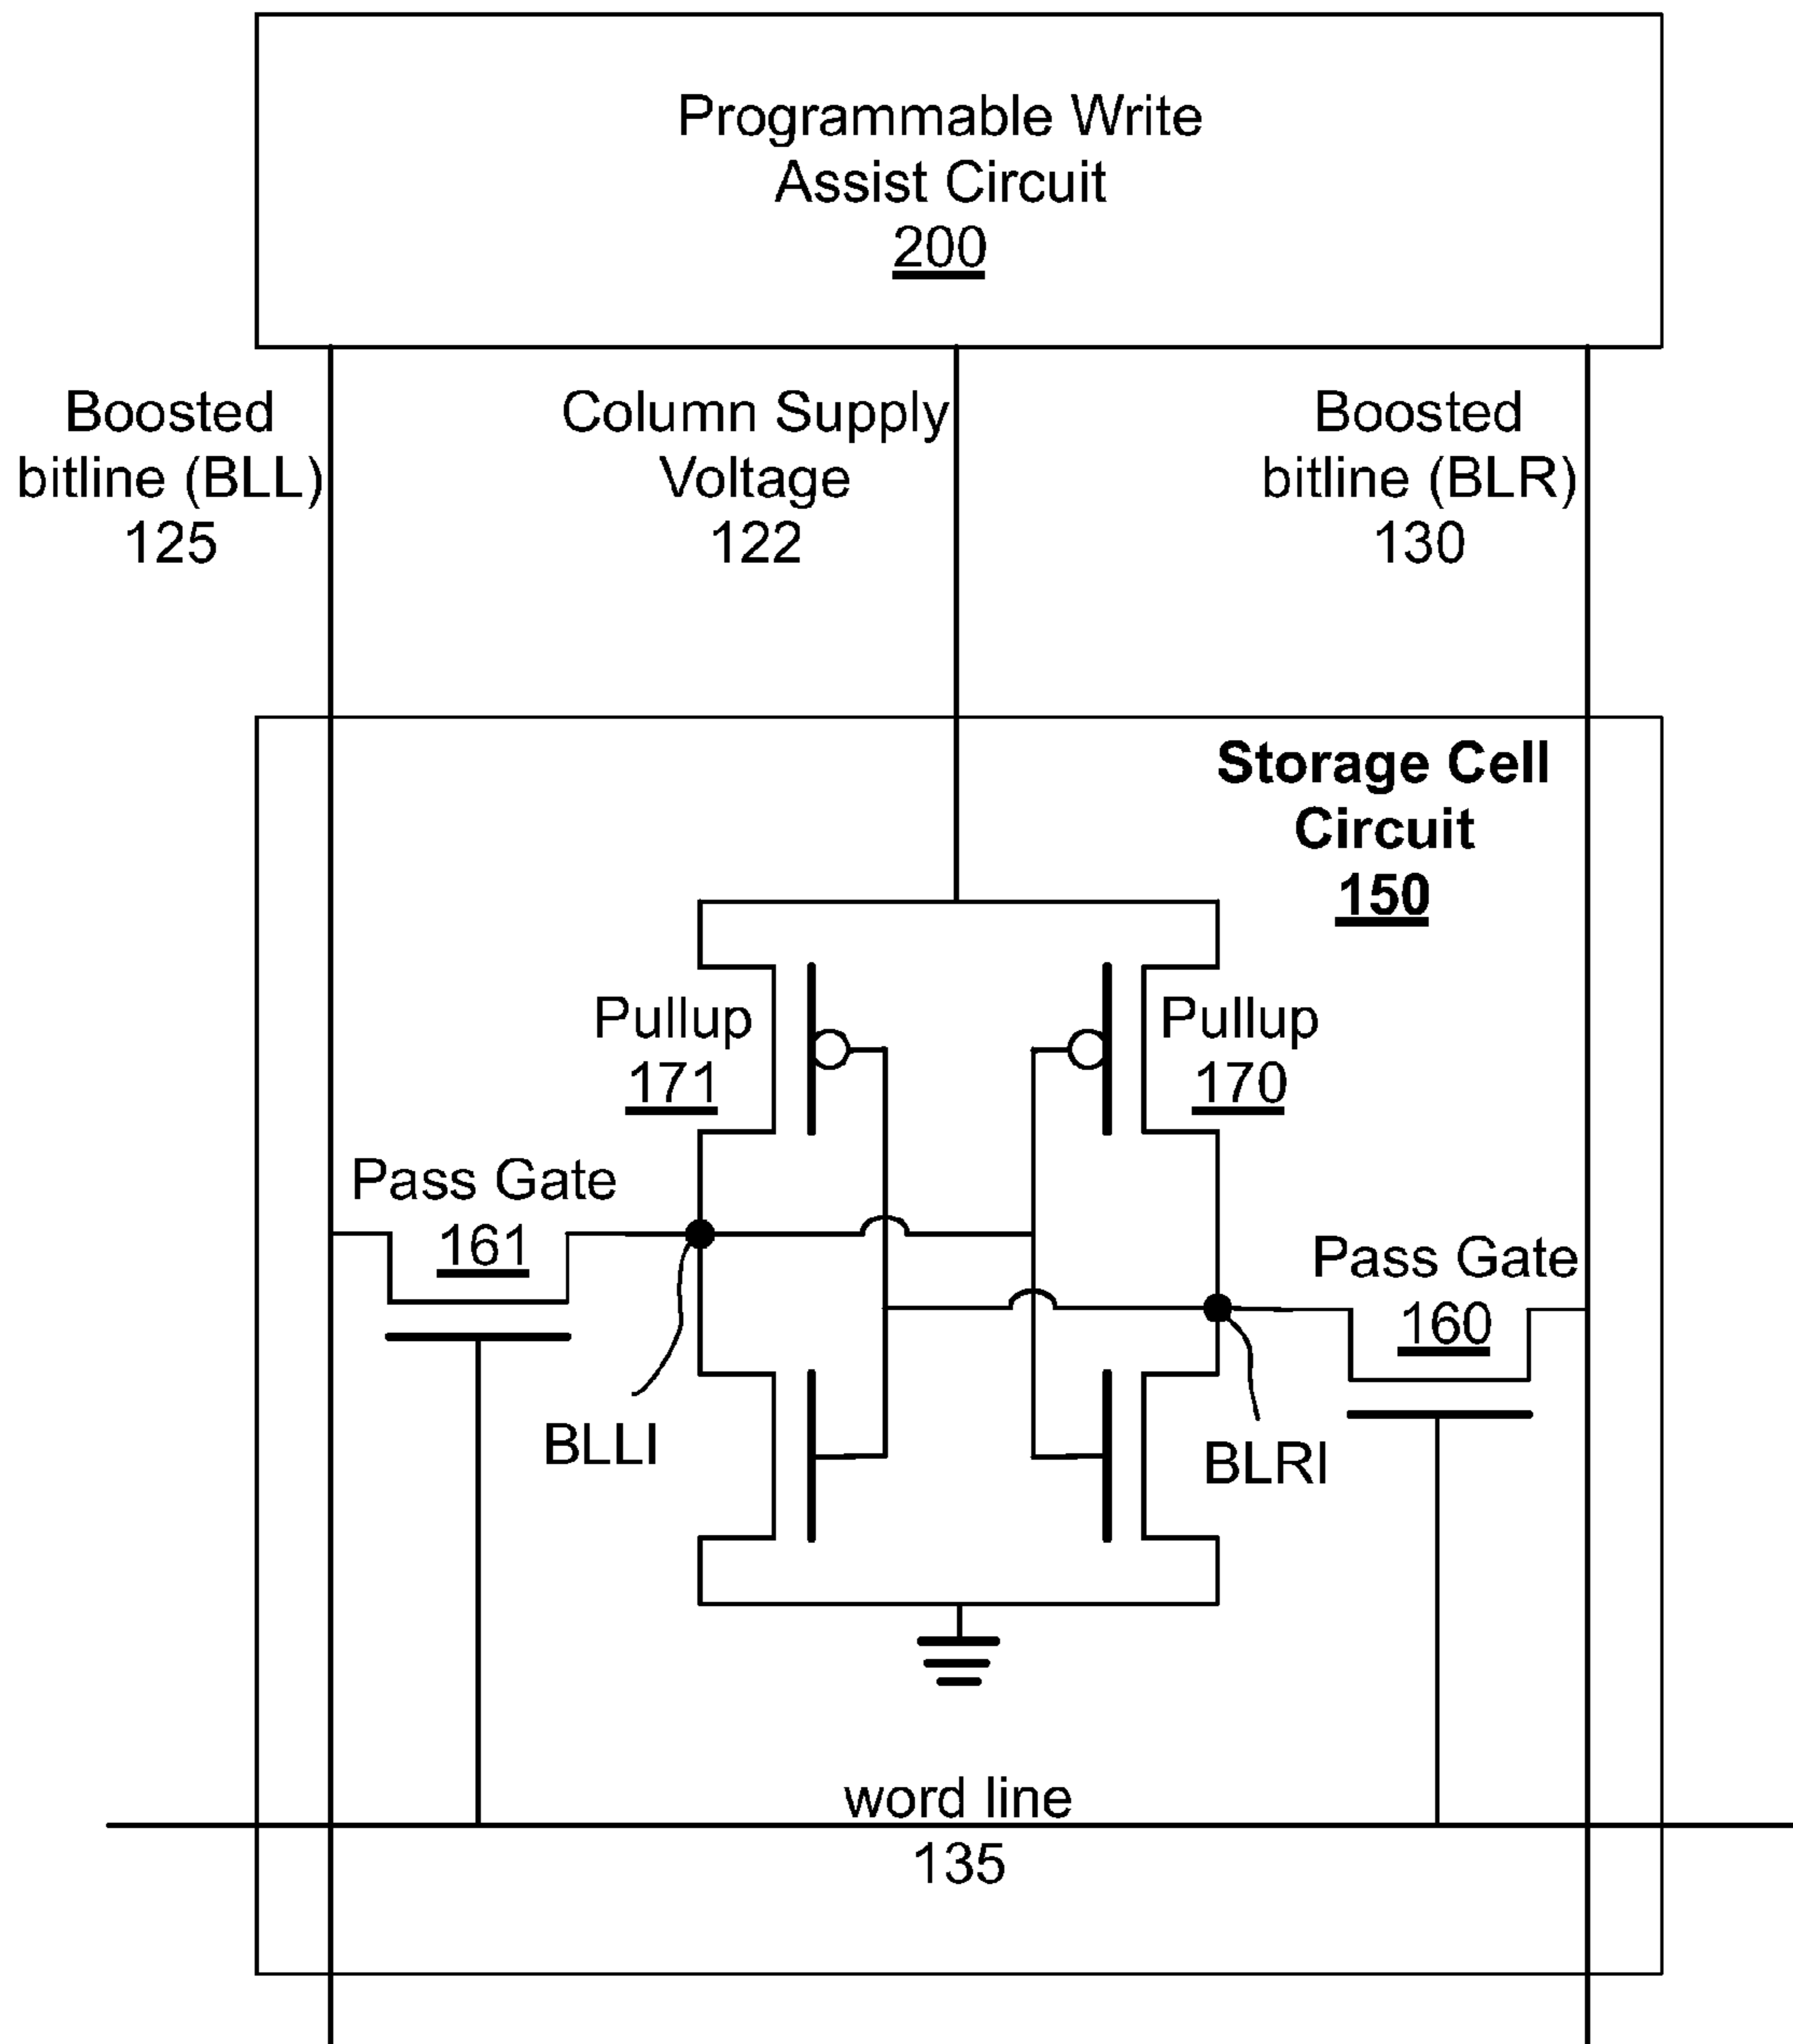 Programmable Write
Assist Circuit
200
Boosted
bitline (BLL)
125
Column Supply
Voltage
122
Boosted
bitline (BLR)
130
Storage Cell
Circuit
150
Pullup
171
Pullup
170
Pass Gate
161
Pass Gate
160
BLLI
BLRI
word line
135